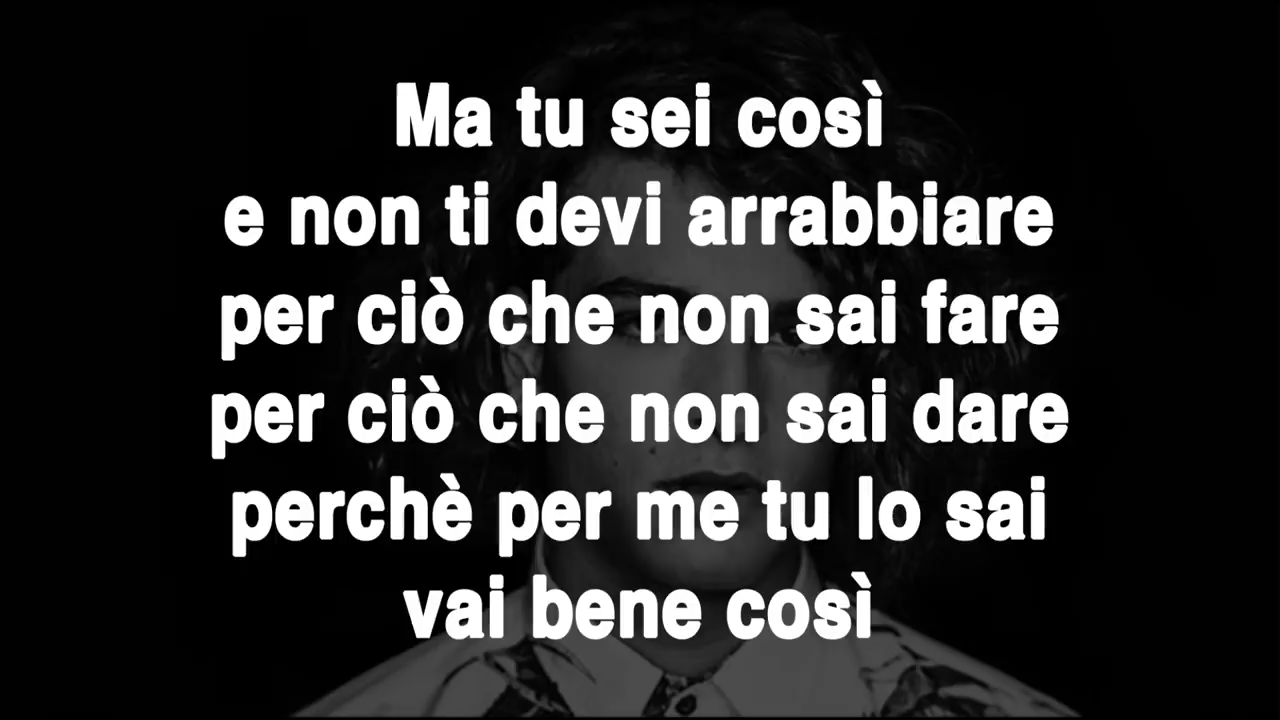 Ma tu sei così
e non ti devi arrabbiare
per ciò che non sai fare
per ciò che non sai dare
perchè per me tu lo sai
vai bene così